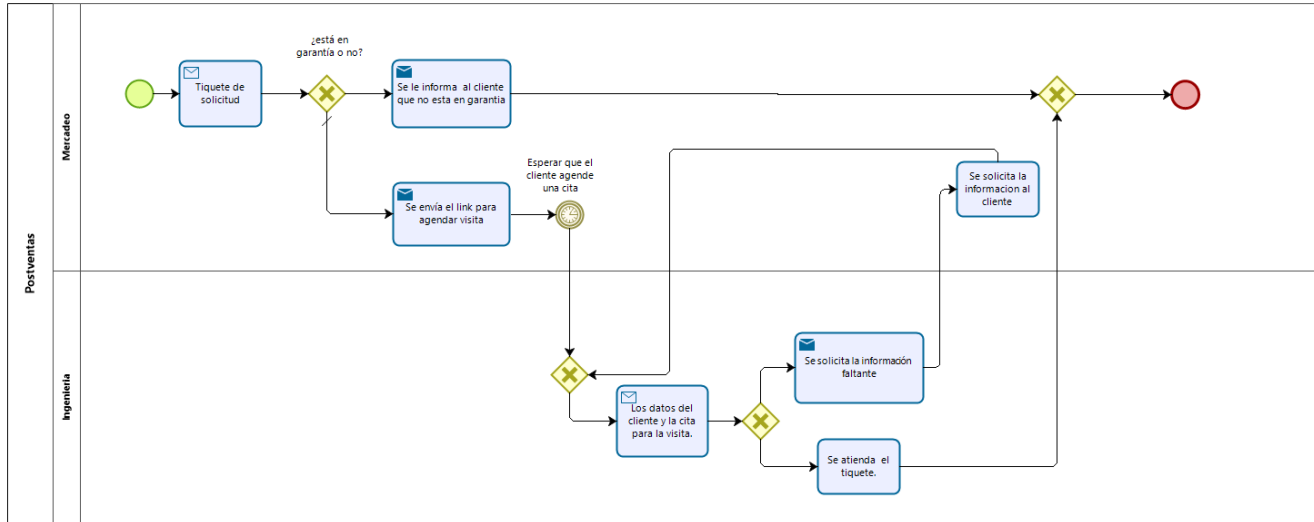 Postventas
Mercadeo
¿está en
garantía o no?
Tiquete de
solicitud
Se le informa al cliente
que no esta en garantia
Esperar que el
cliente agende
una cita
Se envía el link para
agendar visita
Se solicita la
informacion al
cliente
Ingenieria
Se solicita la información
faltante
Los datos del
cliente y la cita
para la visita.
Se atienda el
tiquete.